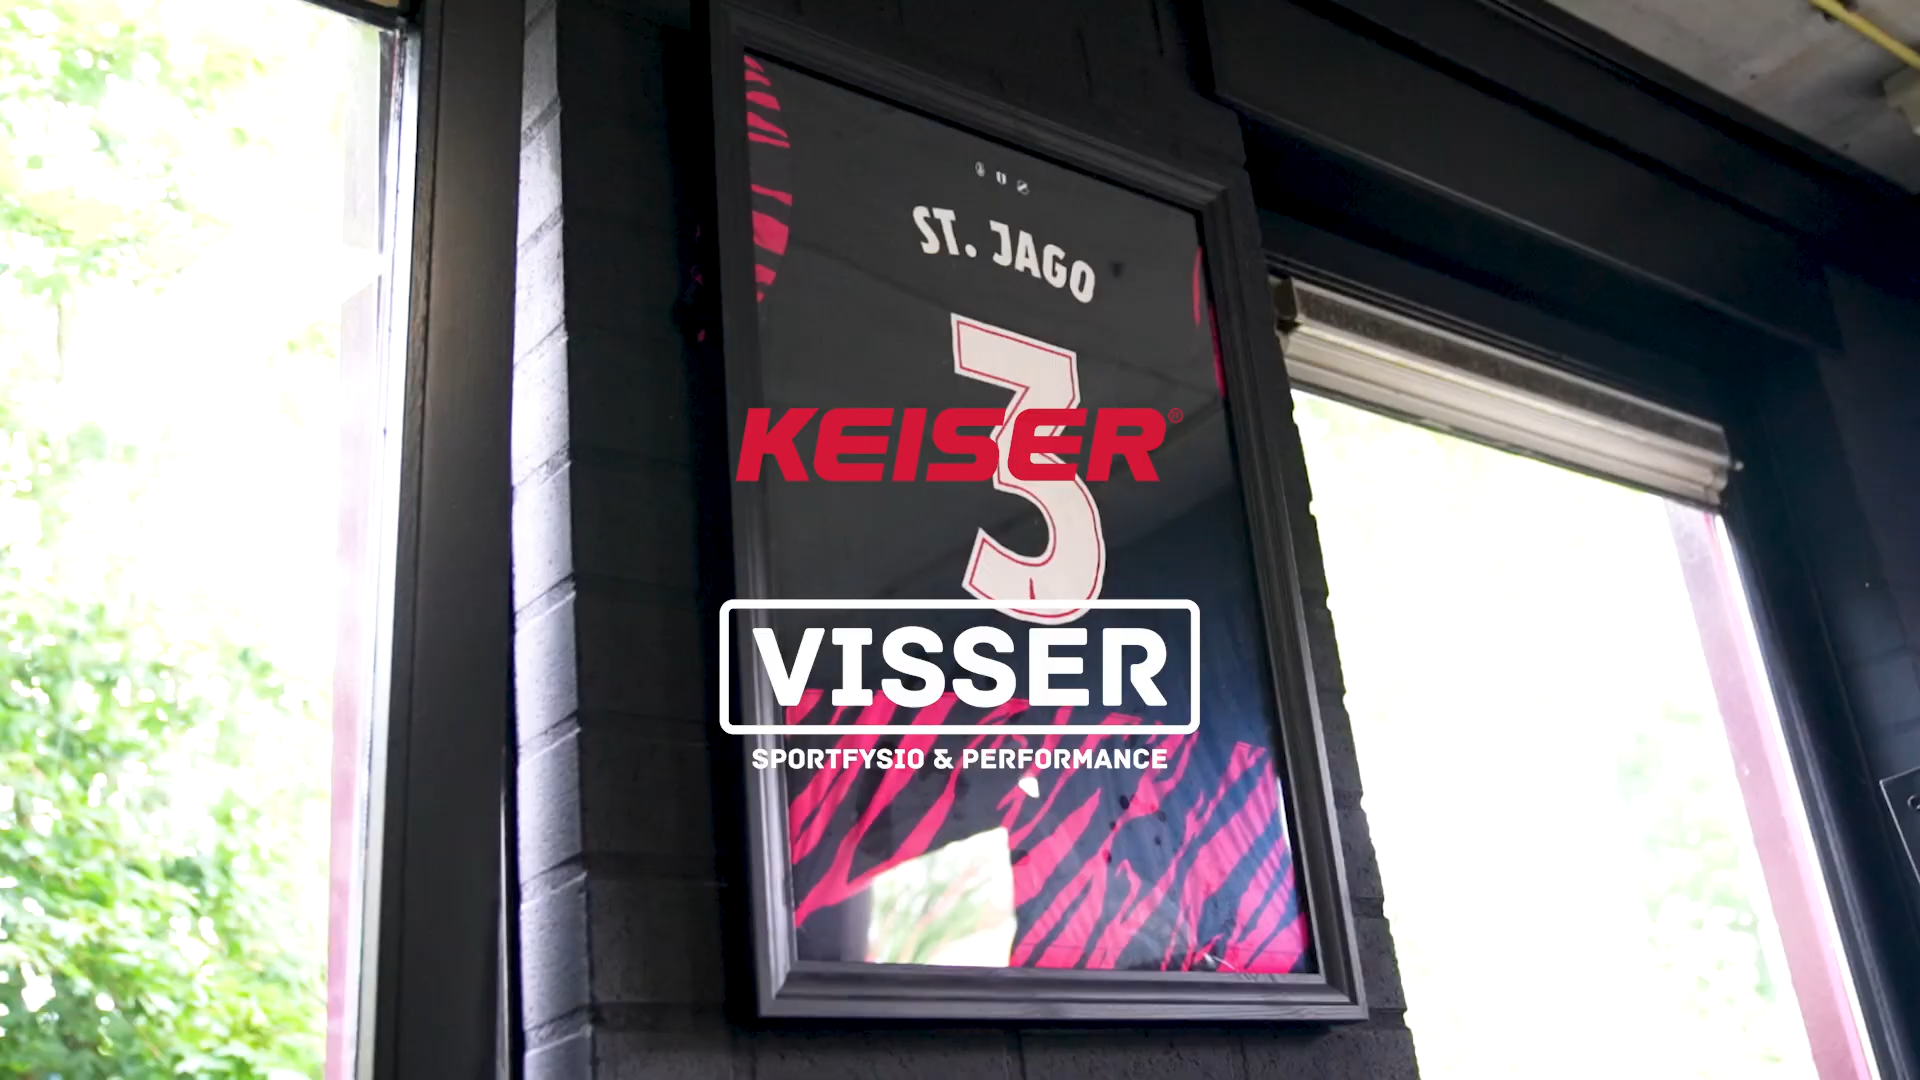 ST. JAGO
3
KEISER®
VISSER
SPORTFYSIO & PERFORMANCE